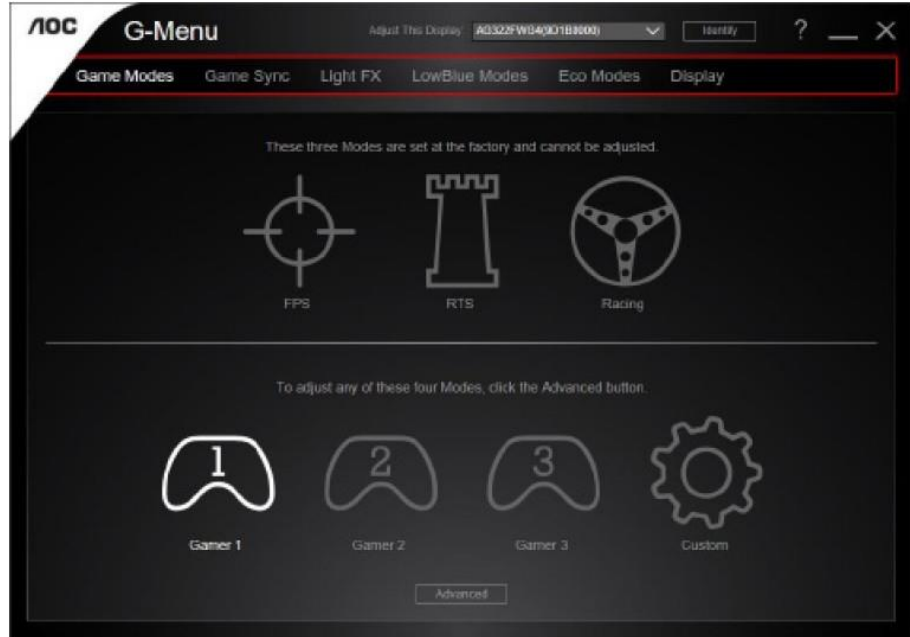 AOC G-Menu Adjust This Display: AG322FWG4(9D1B8000) Identify ?
Game Modes Game Sync Light FX LowBlue Modes Eco Modes Display
These three Modes are set at the factory and cannot be adjusted.
FPS RTS Racing
To adjust any of these four Modes, click the Advanced button.
1 2 3
Gamer 1 Gamer 2 Gamer 3 Custom
Advanced